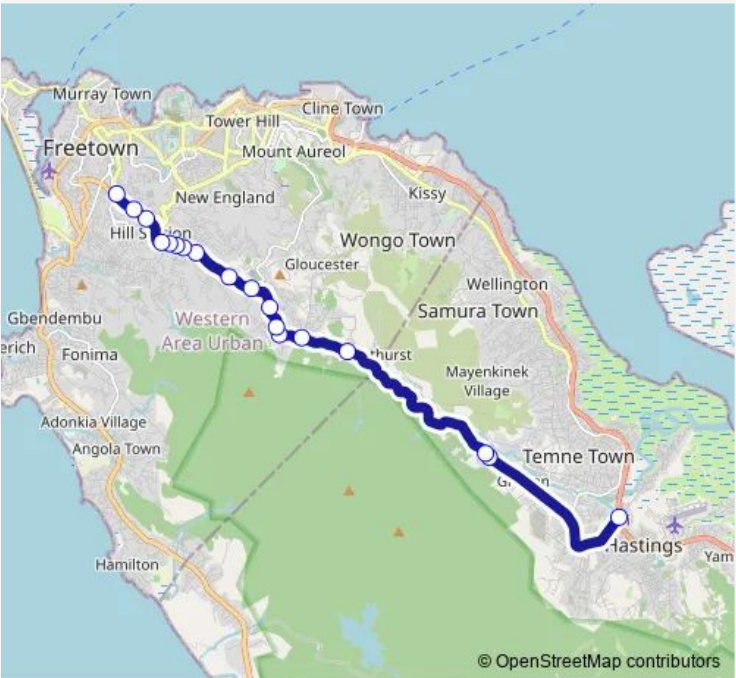 Murray Town
Cline Town
Tower Hill
Freetown
Mount Aureol
Kissy
New England
Hill S ion
Wongo Town
Gloucester
Wellington
Samura Town
Gbendembu
Western
Area Urban
erich
Fonima
thurst
Mayenkinek
Village
Adonkia Village
Angola Town
Temne Town
Hastings
Yam
Hamilton
© OpenStreetMap contributors